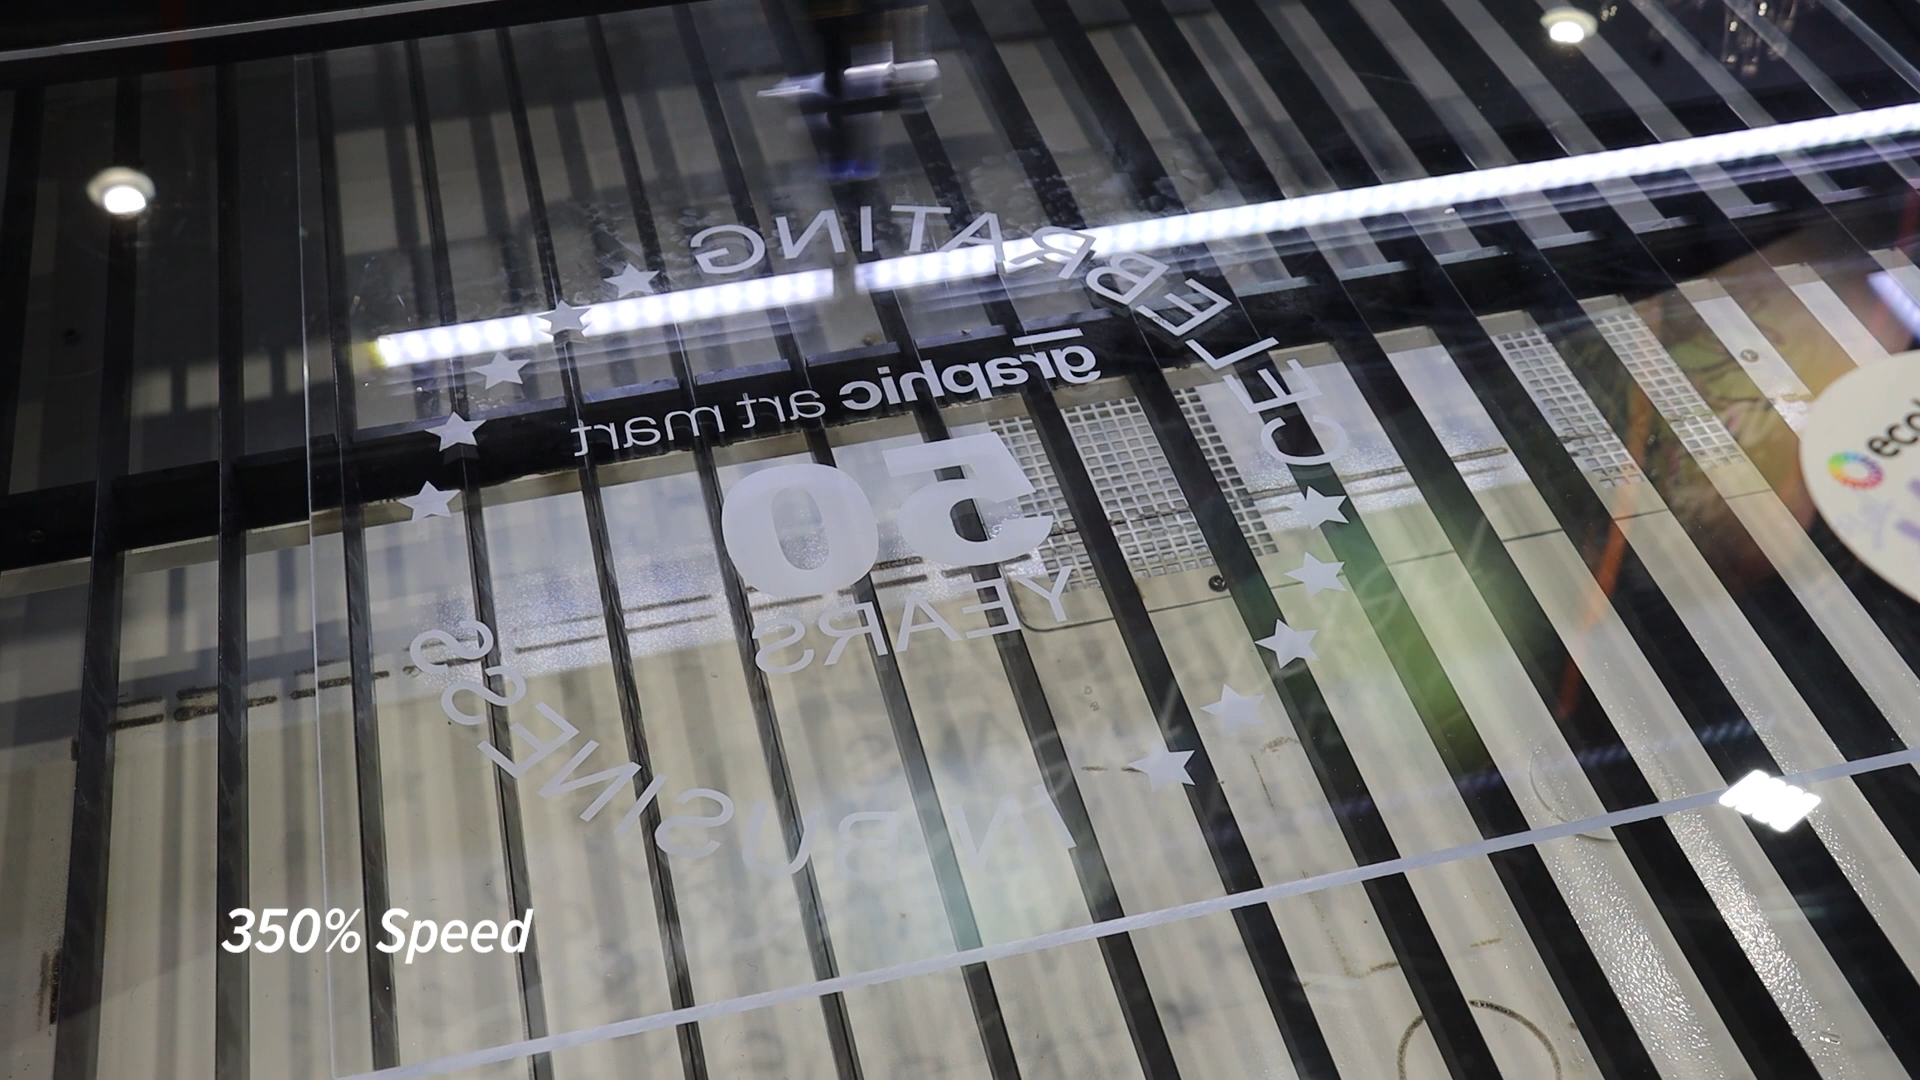 CELEBRATING
graphic art mart
50
YEARS
IN BUSINESS
350% Speed